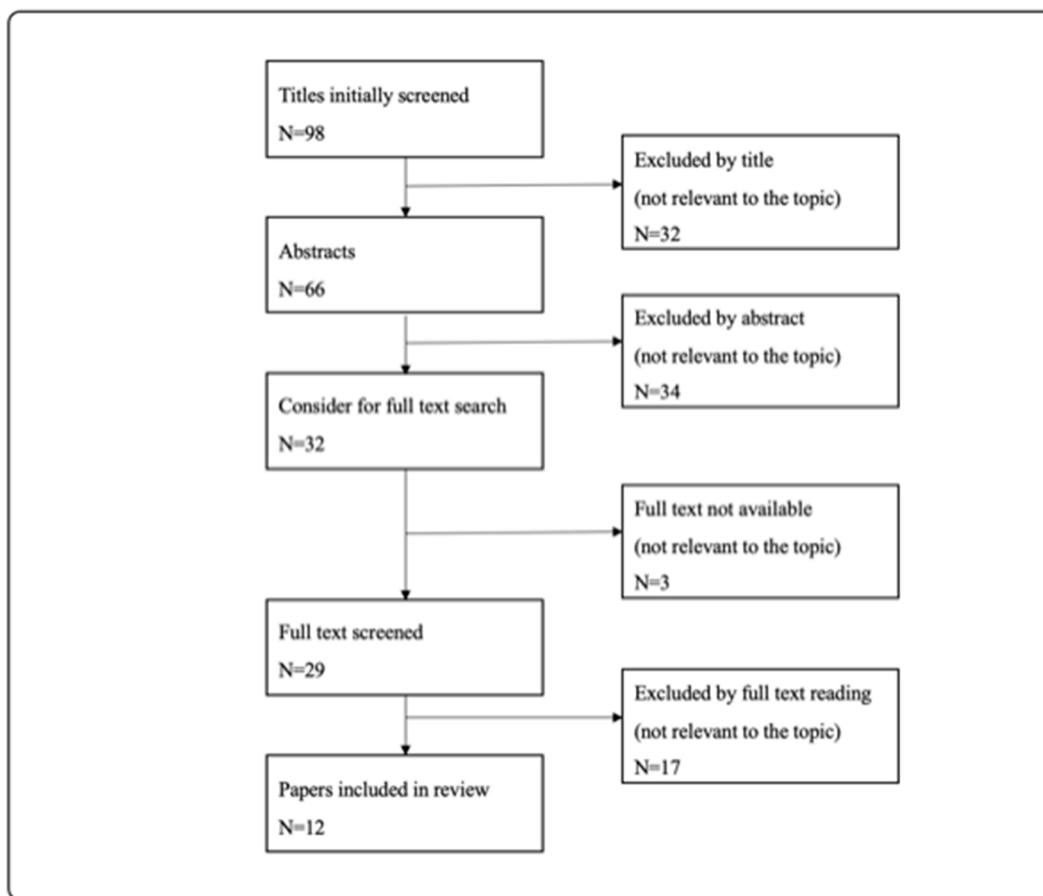 Titles initially screened
N=98
Excluded by title
(not relevant to the topic)
N=32
Abstracts
N=66
Excluded by abstract
(not relevant to the topic)
N=34
Consider for full text search
N=32
Full text not available
(not relevant to the topic)
N=3
Full text screened
N=29
Excluded by full text reading
(not relevant to the topic)
N=17
Papers included in review
N=12